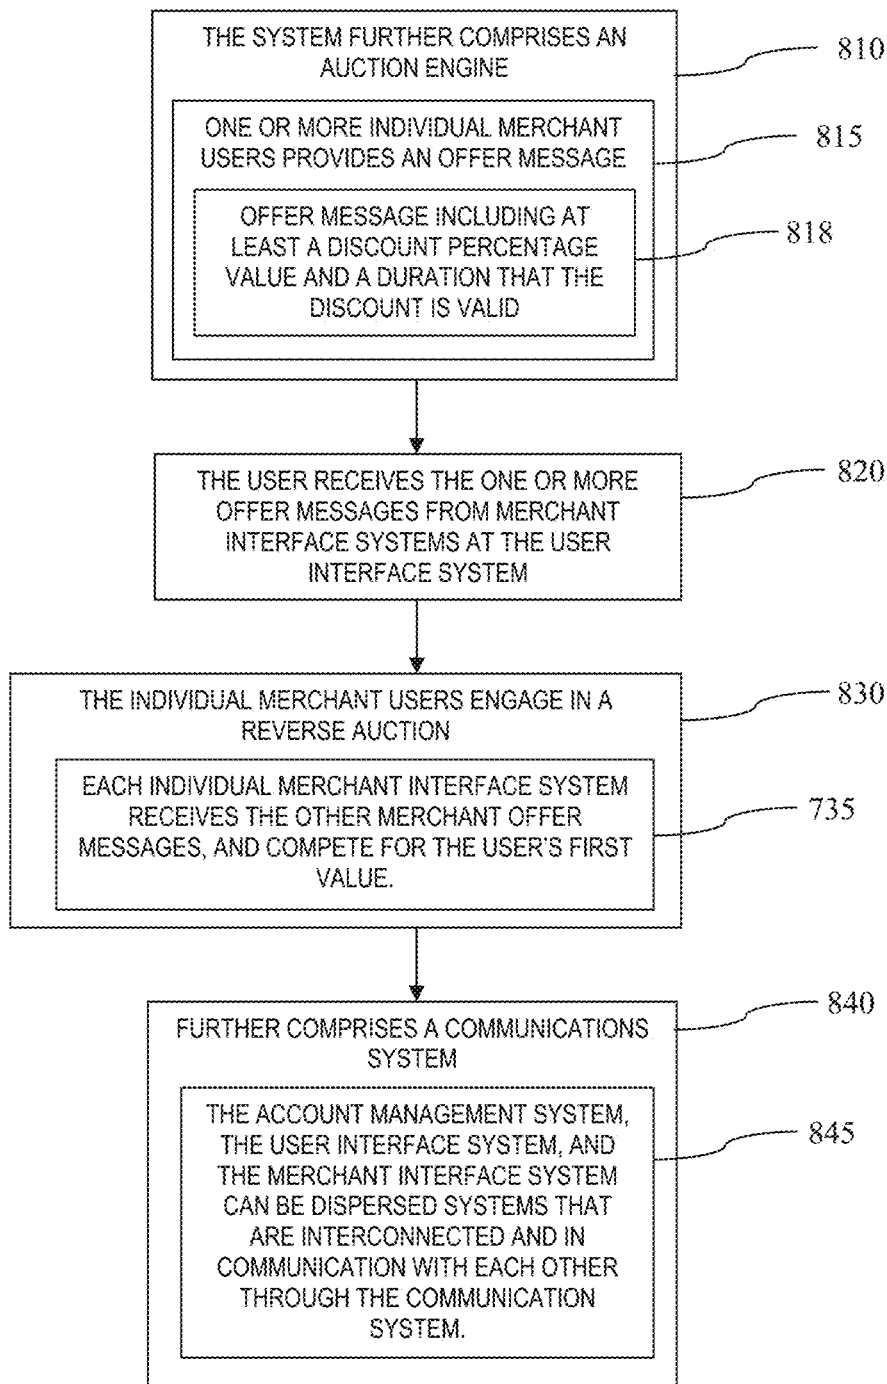 THE SYSTEM FURTHER COMPRISES AN
AUCTION ENGINE
810
ONE OR MORE INDIVIDUAL MERCHANT
USERS PROVIDES AN OFFER MESSAGE
815
OFFER MESSAGE INCLUDING AT
LEAST A DISCOUNT PERCENTAGE
VALUE AND A DURATION THAT THE
DISCOUNT IS VALID
818
THE USER RECEIVES THE ONE OR MORE
OFFER MESSAGES FROM MERCHANT
INTERFACE SYSTEMS AT THE USER
INTERFACE SYSTEM
820
THE INDIVIDUAL MERCHANT USERS ENGAGE IN A
REVERSE AUCTION
830
EACH INDIVIDUAL MERCHANT INTERFACE SYSTEM
RECEIVES THE OTHER MERCHANT OFFER
MESSAGES, AND COMPETE FOR THE USER'S FIRST
VALUE.
735
FURTHER COMPRISES A COMMUNICATIONS
SYSTEM
840
THE ACCOUNT MANAGEMENT SYSTEM,
THE USER INTERFACE SYSTEM, AND
THE MERCHANT INTERFACE SYSTEM
CAN BE DISPERSED SYSTEMS THAT
ARE INTERCONNECTED AND IN
COMMUNICATION WITH EACH OTHER
THROUGH THE COMMUNICATION
SYSTEM.
845